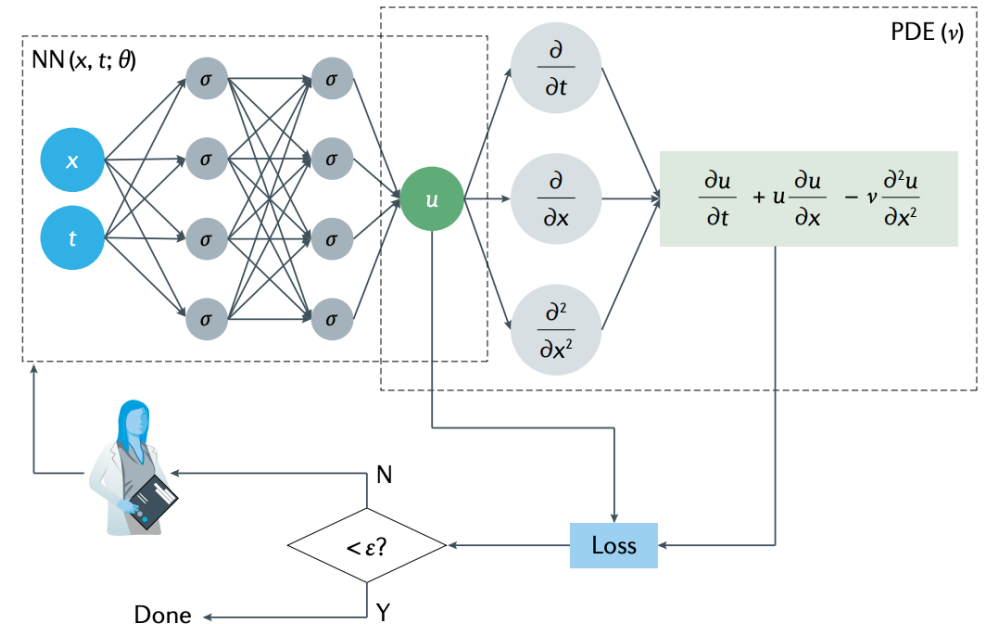 NN (x, t; θ)
PDE (ν)
x
t
σ
σ
σ
σ
σ
σ
σ
σ
u
∂
∂t
∂
∂x
∂²
∂x²
∂u/∂t + u ∂u/∂x − ν ∂²u/∂x²
N
< ε?
Loss
Y
Done